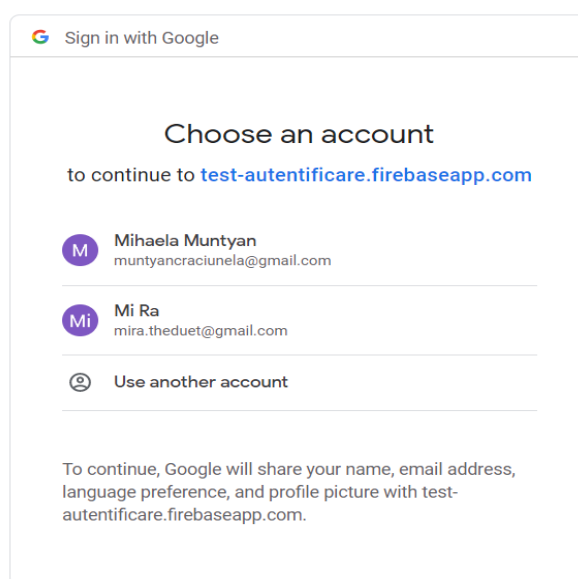 Sign in with Google
Choose an account
to continue to test-autentificare.firebaseapp.com
M
Mihaela Muntyan
muntyancraciunela@gmail.com
Mi
Mi Ra
mira.theduet@gmail.com
Use another account
To continue, Google will share your name, email address,
language preference, and profile picture with test-
autentificare.firebaseapp.com.